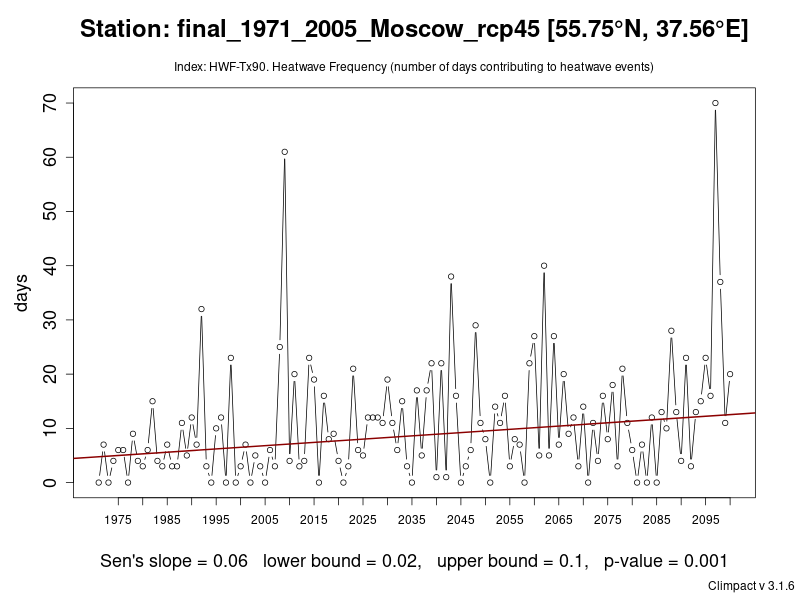 Station: final_1971_2005_Moscow_rcp45 [55.75°N, 37.56°E]
Index: HWF-Tx90. Heatwave Frequency (number of days contributing to heatwave events)
70
60
50
40
30
20
10
0
days
1975 1985 1995 2005 2015 2025 2035 2045 2055 2065 2075 2085 2095
Sen's slope = 0.06 lower bound = 0.02, upper bound = 0.1, p-value = 0.001
Climpact v 3.1.6